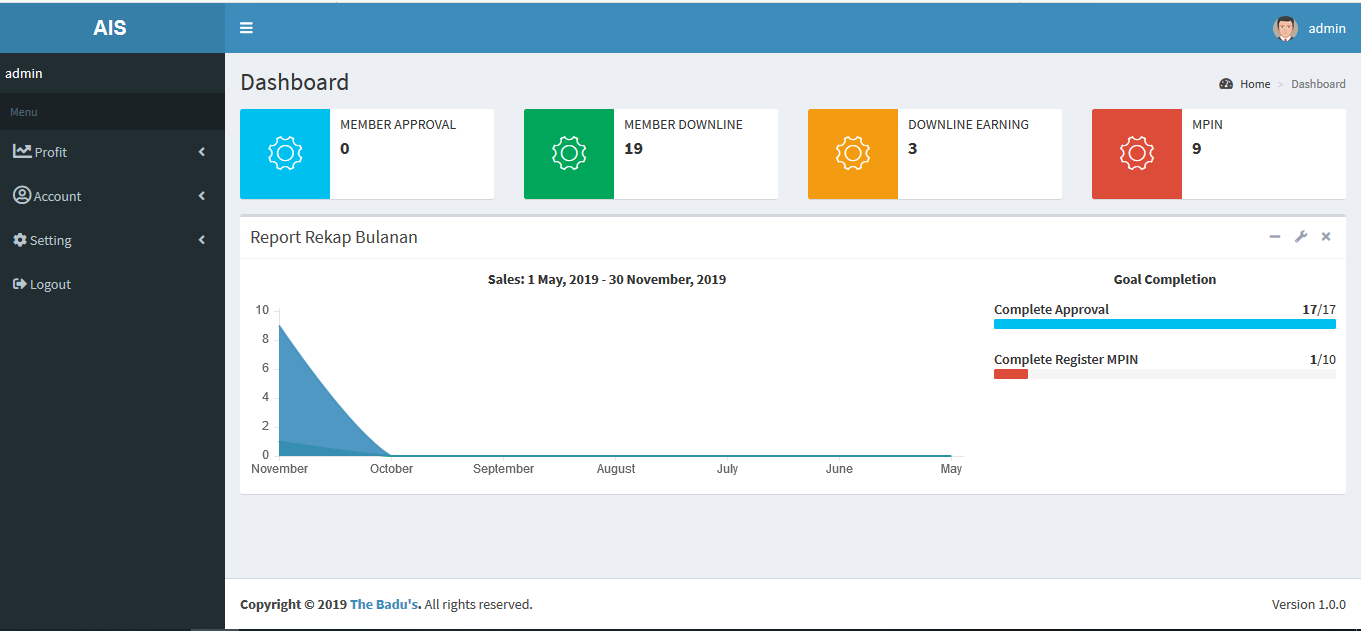 AIS
admin
admin
Menu
Profit
Account
Setting
Logout
Dashboard
Home > Dashboard
MEMBER APPROVAL
0
MEMBER DOWNLINE
19
DOWNLINE EARNING
3
MPIN
9
Report Rekap Bulanan
Sales: 1 May, 2019 - 30 November, 2019
10
8
6
4
2
0
November October September August July June May
Goal Completion
Complete Approval 17/17
Complete Register MPIN 1/10
Copyright © 2019 The Badu's. All rights reserved.
Version 1.0.0